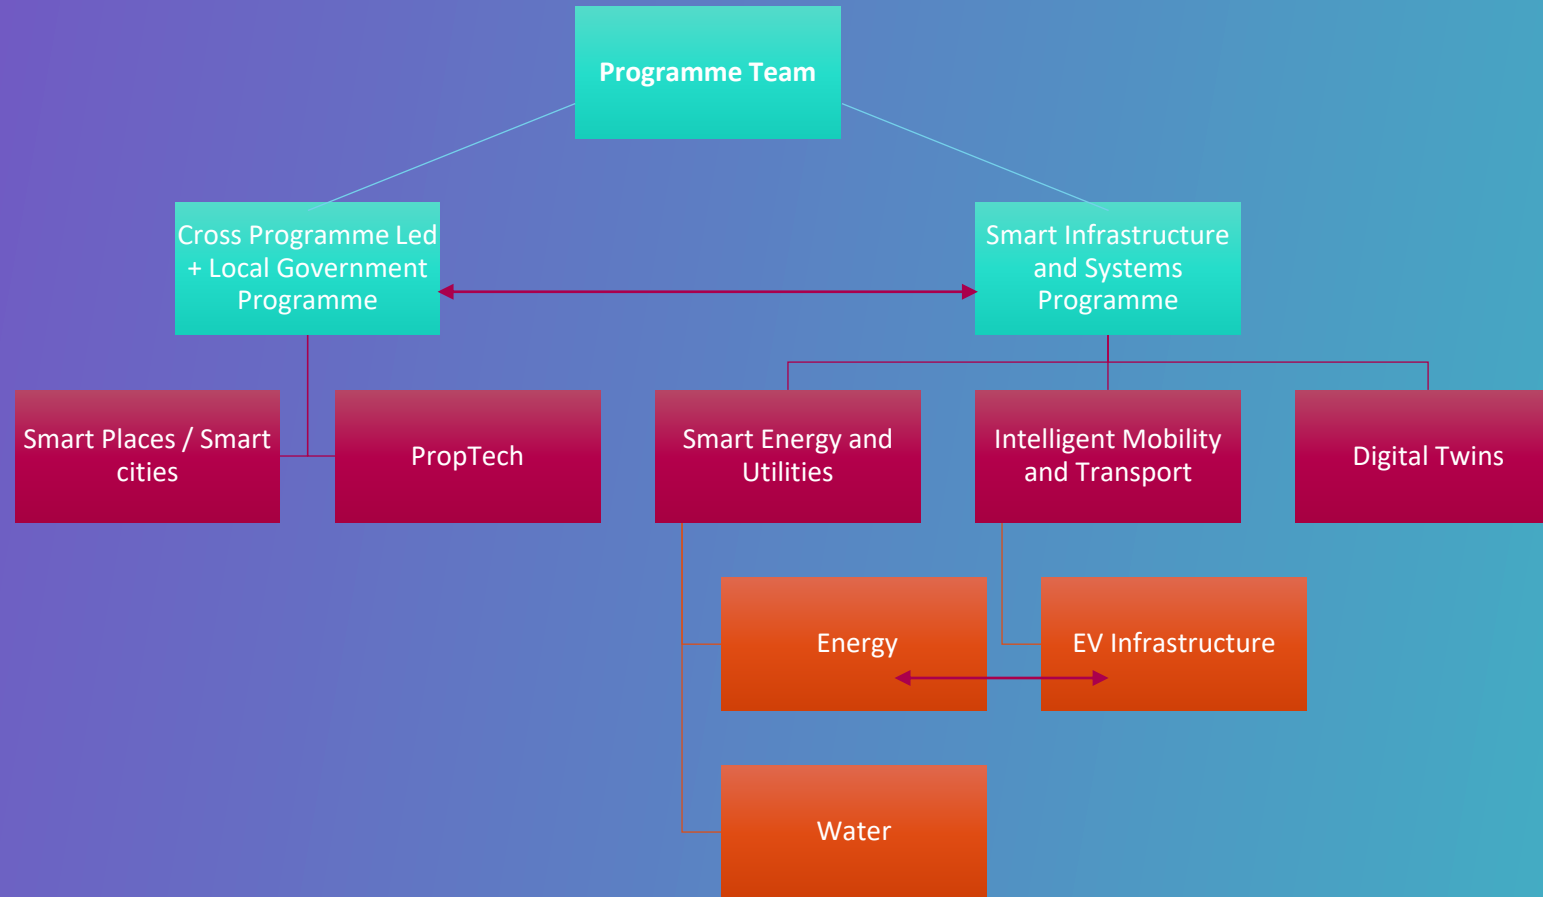 Programme Team
Cross Programme Led
+ Local Government
Programme
Smart Infrastructure
and Systems
Programme
Smart Places / Smart
cities
PropTech
Smart Energy and
Utilities
Intelligent Mobility
and Transport
Digital Twins
Energy
EV Infrastructure
Water